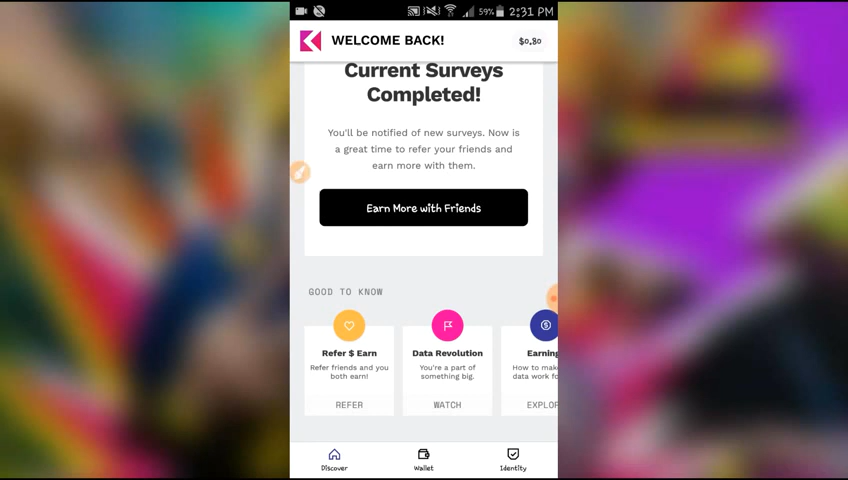 59% 2:31 PM
WELCOME BACK!
$0.80
Current Surveys
Completed!
You'll be notified of new surveys. Now is
a great time to refer your friends and
earn more with them.
Earn More with Friends
GOOD TO KNOW
Refer $ Earn
Refer friends and you
both earn!
REFER
Data Revolution
You're a part of
something big.
WATCH
Earning
How to mak
data work fo
EXPLOR
Discover
Wallet
Identity